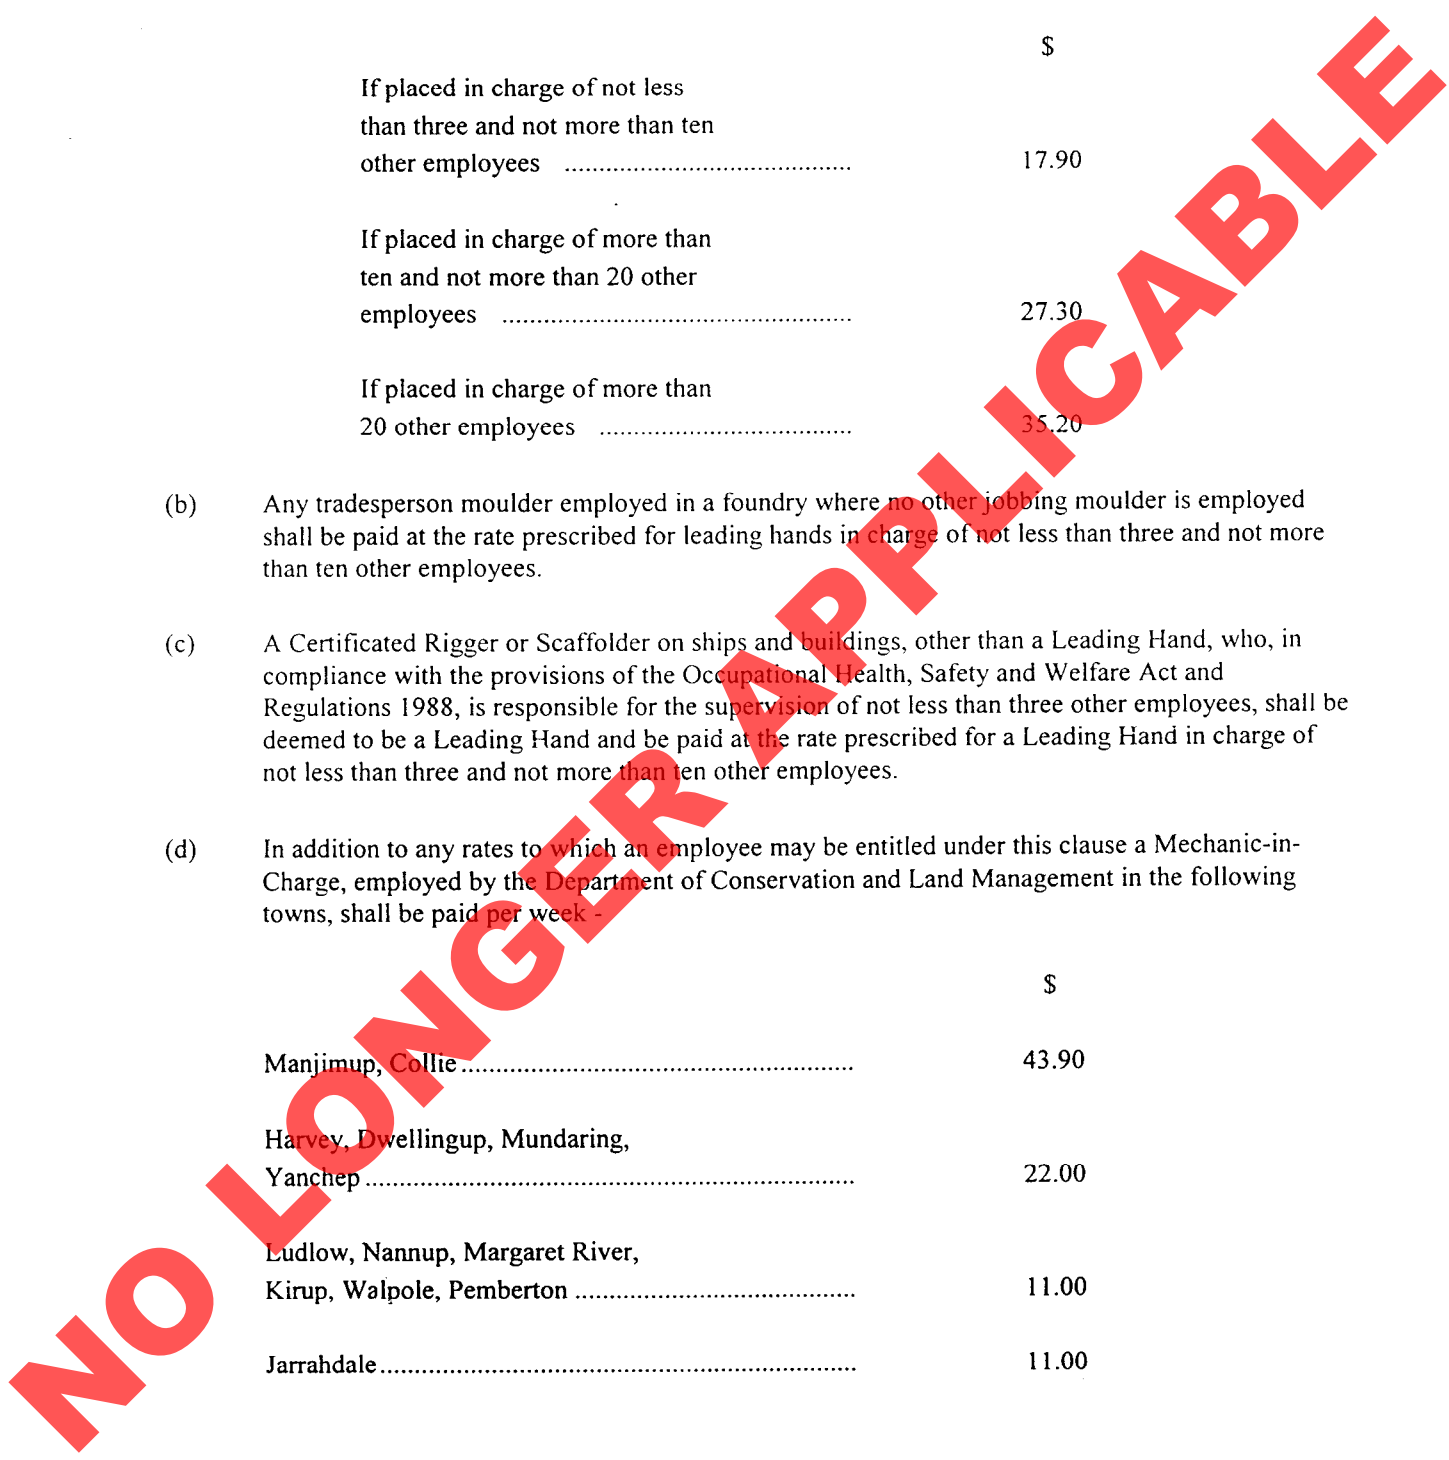 $
If placed in charge of not less
than three and not more than ten
other employees ........................................ 17.90
If placed in charge of more than
ten and not more than 20 other
employees ................................................. 27.30
If placed in charge of more than
20 other employees .................................... 35.20
(b) Any tradesperson moulder employed in a foundry where no other jobbing moulder is employed
shall be paid at the rate prescribed for leading hands in charge of not less than three and not more
than ten other employees.
(c) A Certificated Rigger or Scaffolder on ships and buildings, other than a Leading Hand, who, in
compliance with the provisions of the Occupational Health, Safety and Welfare Act and
Regulations 1988, is responsible for the supervision of not less than three other employees, shall be
deemed to be a Leading Hand and be paid at the rate prescribed for a Leading Hand in charge of
not less than three and not more than ten other employees.
(d) In addition to any rates to which an employee may be entitled under this clause a Mechanic-in-
Charge, employed by the Department of Conservation and Land Management in the following
towns, shall be paid per week -
$
Manjimup, Collie ........................................................ 43.90
Harvey, Dwellingup, Mundaring,
Yanchep ..................................................................... 22.00
Ludlow, Nannup, Margaret River,
Kirup, Walpole, Pemberton ........................................ 11.00
Jarrahdale ................................................................... 11.00
NO LONGER APPLICABLE